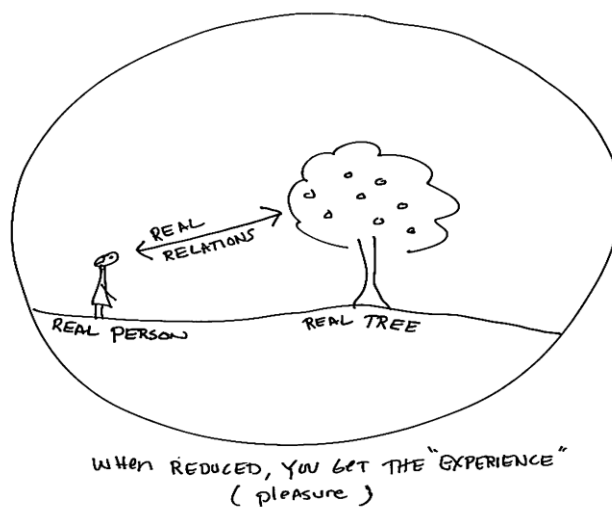 REAL
RELATIONS
REAL PERSON
REAL TREE
WHEN REDUCED, YOU GET THE "EXPERIENCE"
(PLEASURE)